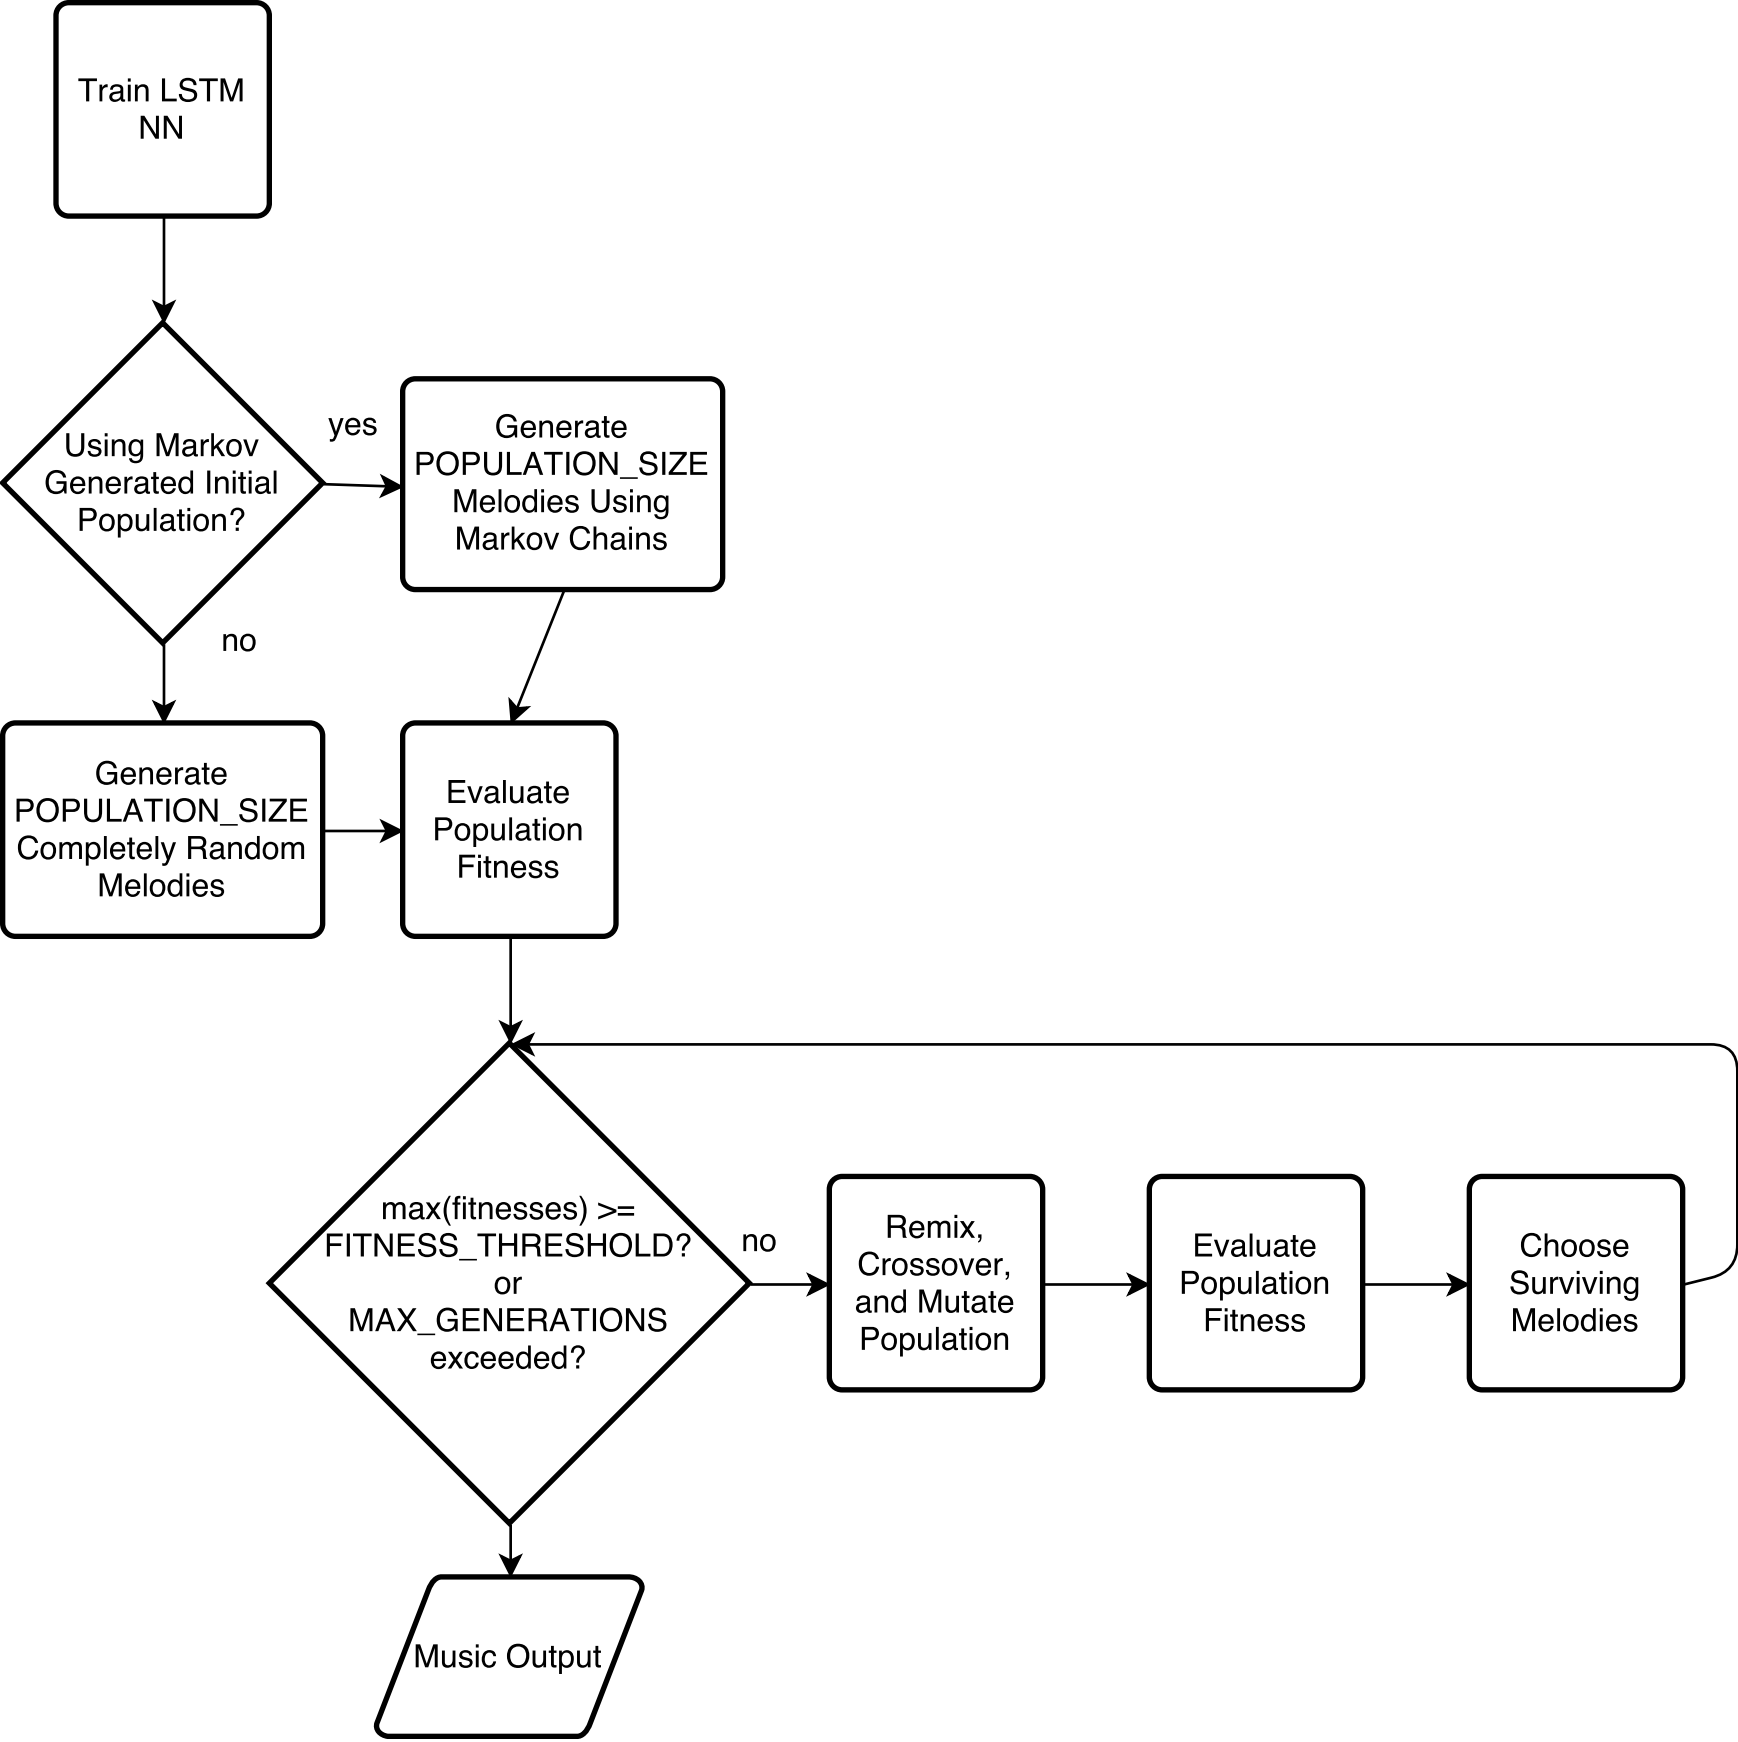 Train LSTM
NN
Using Markov
Generated Initial
Population?
yes
Generate
POPULATION_SIZE
Melodies Using
Markov Chains
no
Generate
POPULATION_SIZE
Completely Random
Melodies
Evaluate
Population
Fitness
max(fitnesses) >=
FITNESS_THRESHOLD?
or
MAX_GENERATIONS
exceeded?
no
Remix,
Crossover,
and Mutate
Population
Evaluate
Population
Fitness
Choose
Surviving
Melodies
Music Output